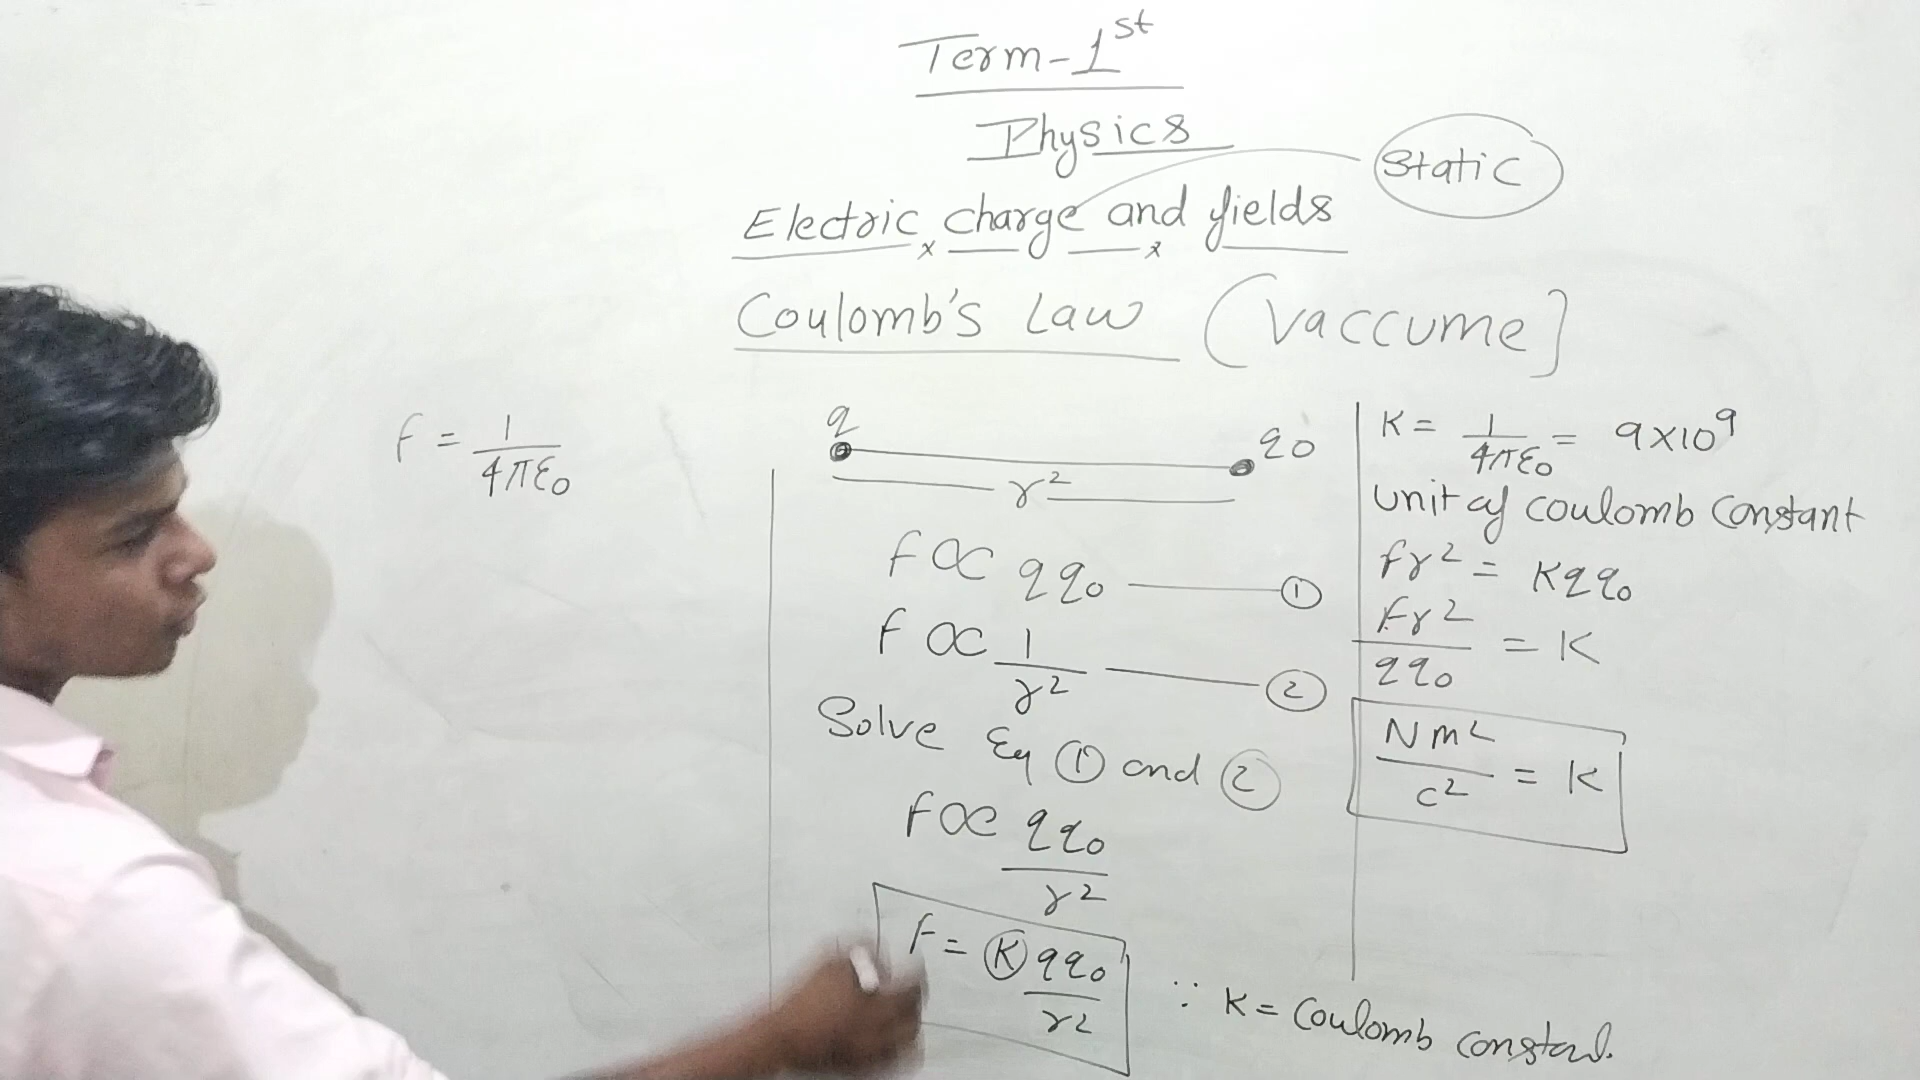 Term-1st
Physics
Static
Electric charge and fields
Coulomb's Law (Vaccume]
F = 1/4πε0
q q0
r2
F ∝ qq0 ① 
F ∝ 1/r2 ②
Solve Eq ① and ②
F ∝ qq0/r2
F = K qq0/r2
∵ K = Coulomb constant.
K = 1/4πε0 = 9x10^9
Unit of Coulomb Constant
Fr2 = Kqq0
Fr2/qq0 = K
Nm2/c2 = K